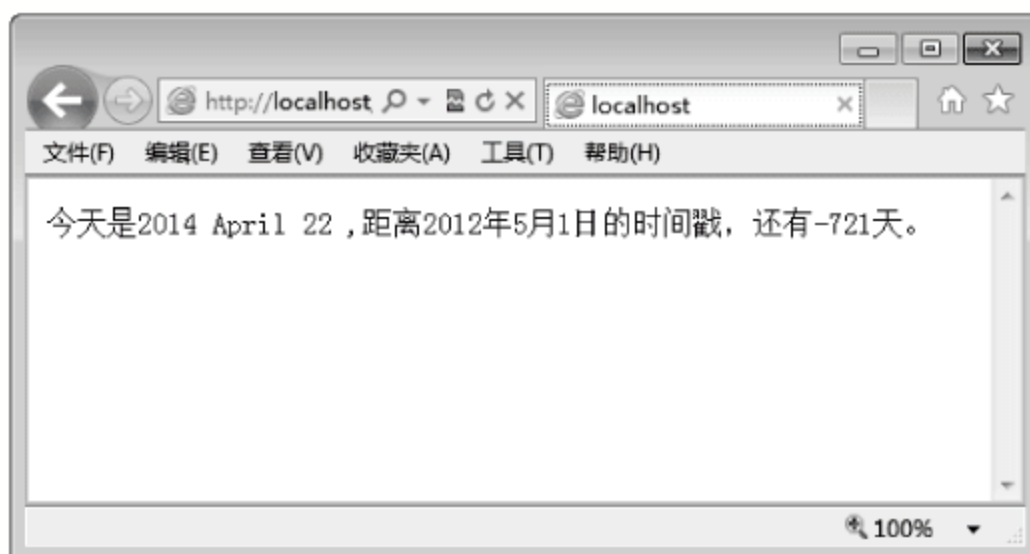 http://localhost
localhost
文件(F) 编辑(E) 查看(V) 收藏夹(A) 工具(T) 帮助(H)
今天是2014 April 22 ,距离2012年5月1日的时间戳，还有-721天。
100%